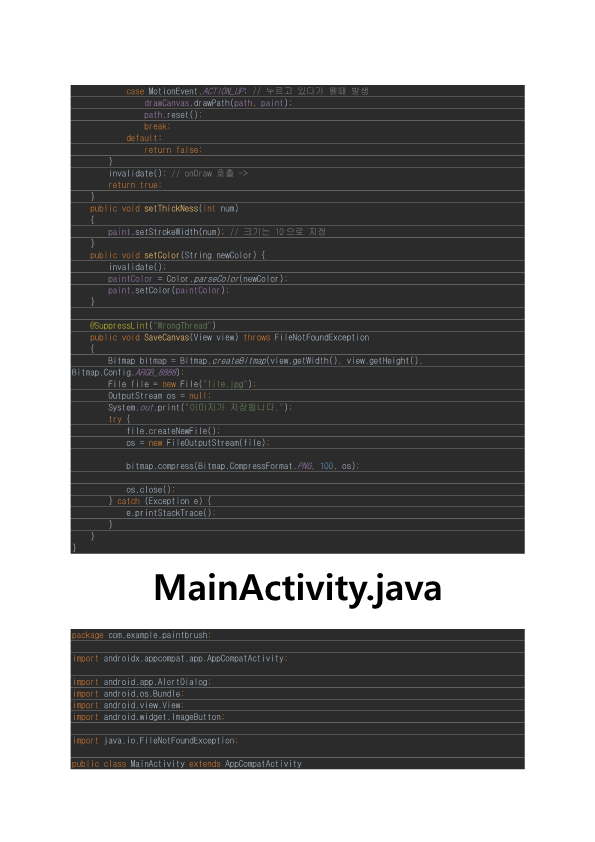 case MotionEvent.ACTION_UP: // 누르고 있다가 뗄때 발생
drawCanvas.drawPath(path, paint);
path.reset();
break;
default:
return false;
}
invalidate(); // onDraw 호출 ->
return true;
}
public void setThickNess(int num)
{
paint.setStrokeWidth(num); // 크기는 10으로 지정
}
public void setColor(String newColor) {
invalidate();
paintColor = Color.parseColor(newColor);
paint.setColor(paintColor);
}
@SuppressLint("WrongThread")
public void SaveCanvas(View view) throws FileNotFoundException
{
Bitmap bitmap = Bitmap.createBitmap(view.getWidth(), view.getHeight(),
Bitmap.Config.ARGB_8888);
File file = new File("file.jpg");
OutputStream os = null;
System.out.print("이미지가 저장됩니다.");
try {
file.createNewFile();
os = new FileOutputStream(file);
bitmap.compress(Bitmap.CompressFormat.PNG, 100, os);
os.close();
} catch (Exception e) {
e.printStackTrace();
}
}
}
MainActivity.java
package com.example.paintbrush;
import androidx.appcompat.app.AppCompatActivity;
import android.app.AlertDialog;
import android.os.Bundle;
import android.view.View;
import android.widget.ImageButton;
import java.io.FileNotFoundException;
public class MainActivity extends AppCompatActivity